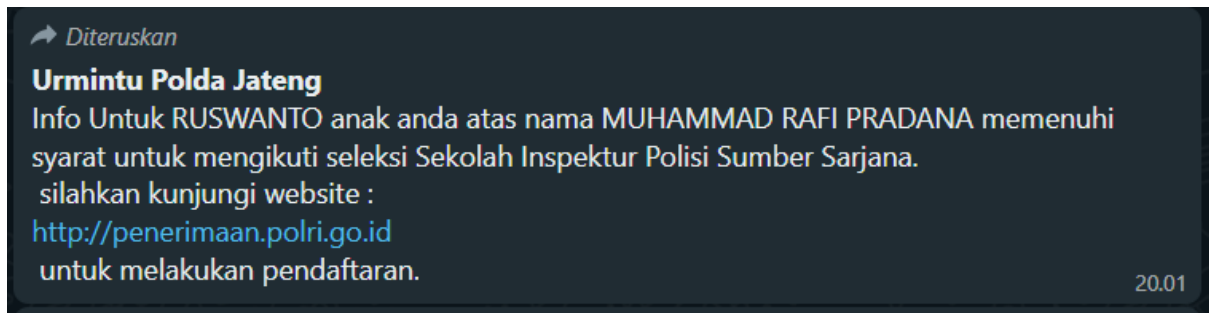 Diteruskan
Urmintu Polda Jateng
Info Untuk RUSWANTO anak anda atas nama MUHAMMAD RAFI PRADANA memenuhi
syarat untuk mengikuti seleksi Sekolah Inspektur Polisi Sumber Sarjana.
silahkan kunjungi website :
http://penerimaan.polri.go.id
untuk melakukan pendaftaran.
20.01